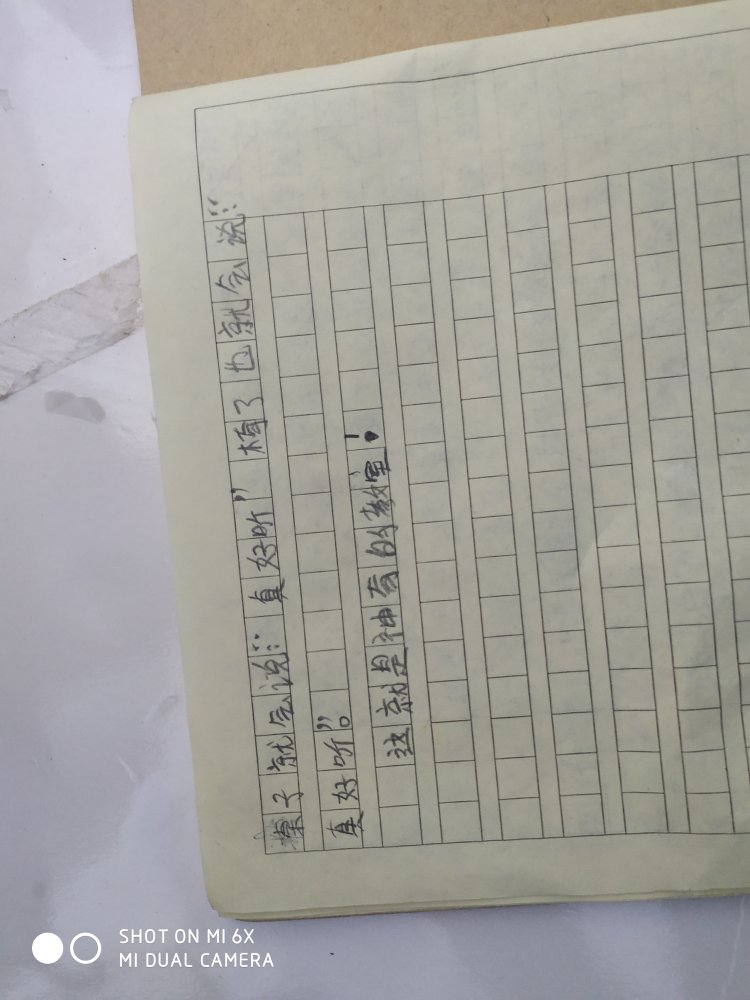 桌子就会说:“真好听”椅了也就会说:“
真好听”。
这就是神奇的教室!
SHOT ON MI 6X
MI DUAL CAMERA